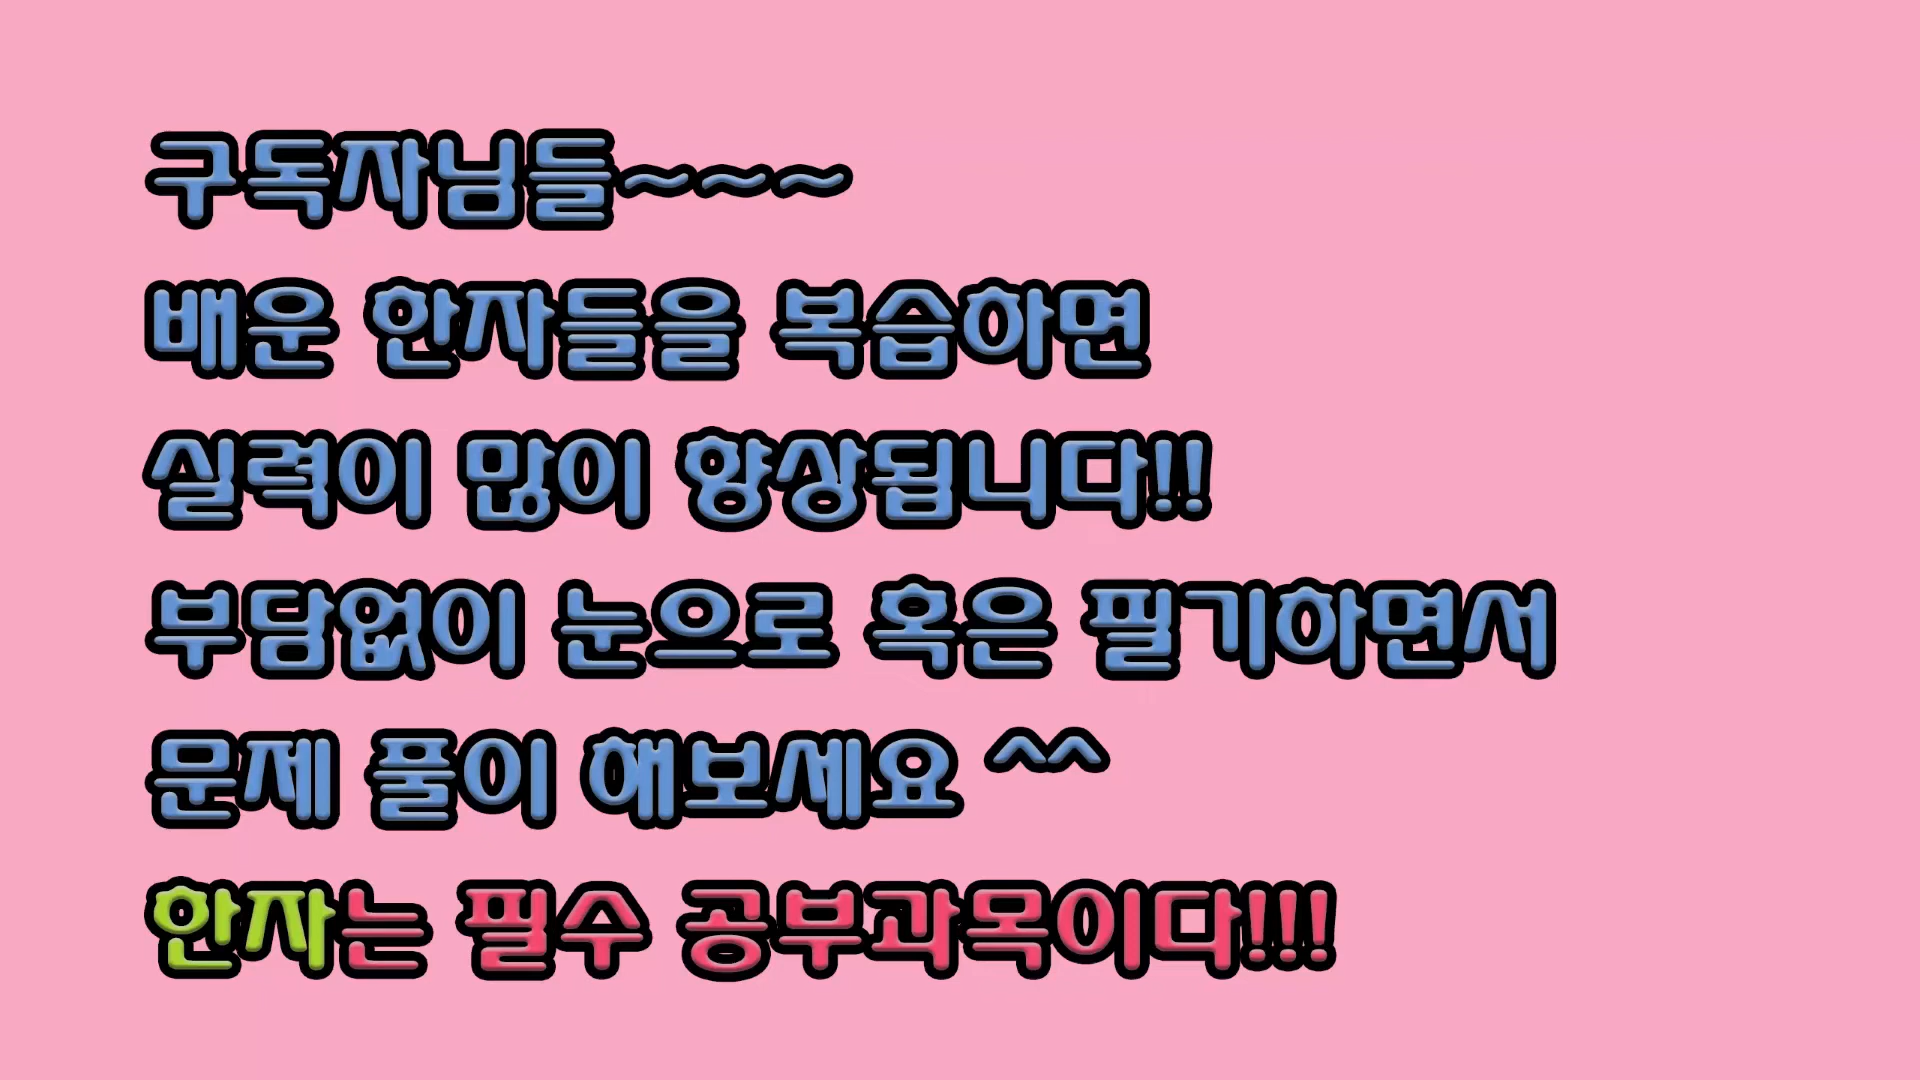 구독자님들~~~
배운 한자들을 복습하면
실력이 많이 향상됩니다!!
부담없이 눈으로 혹은 필기하면서
문제 풀이 해보세요 ^^
한자는 필수 공부과목이다!!!